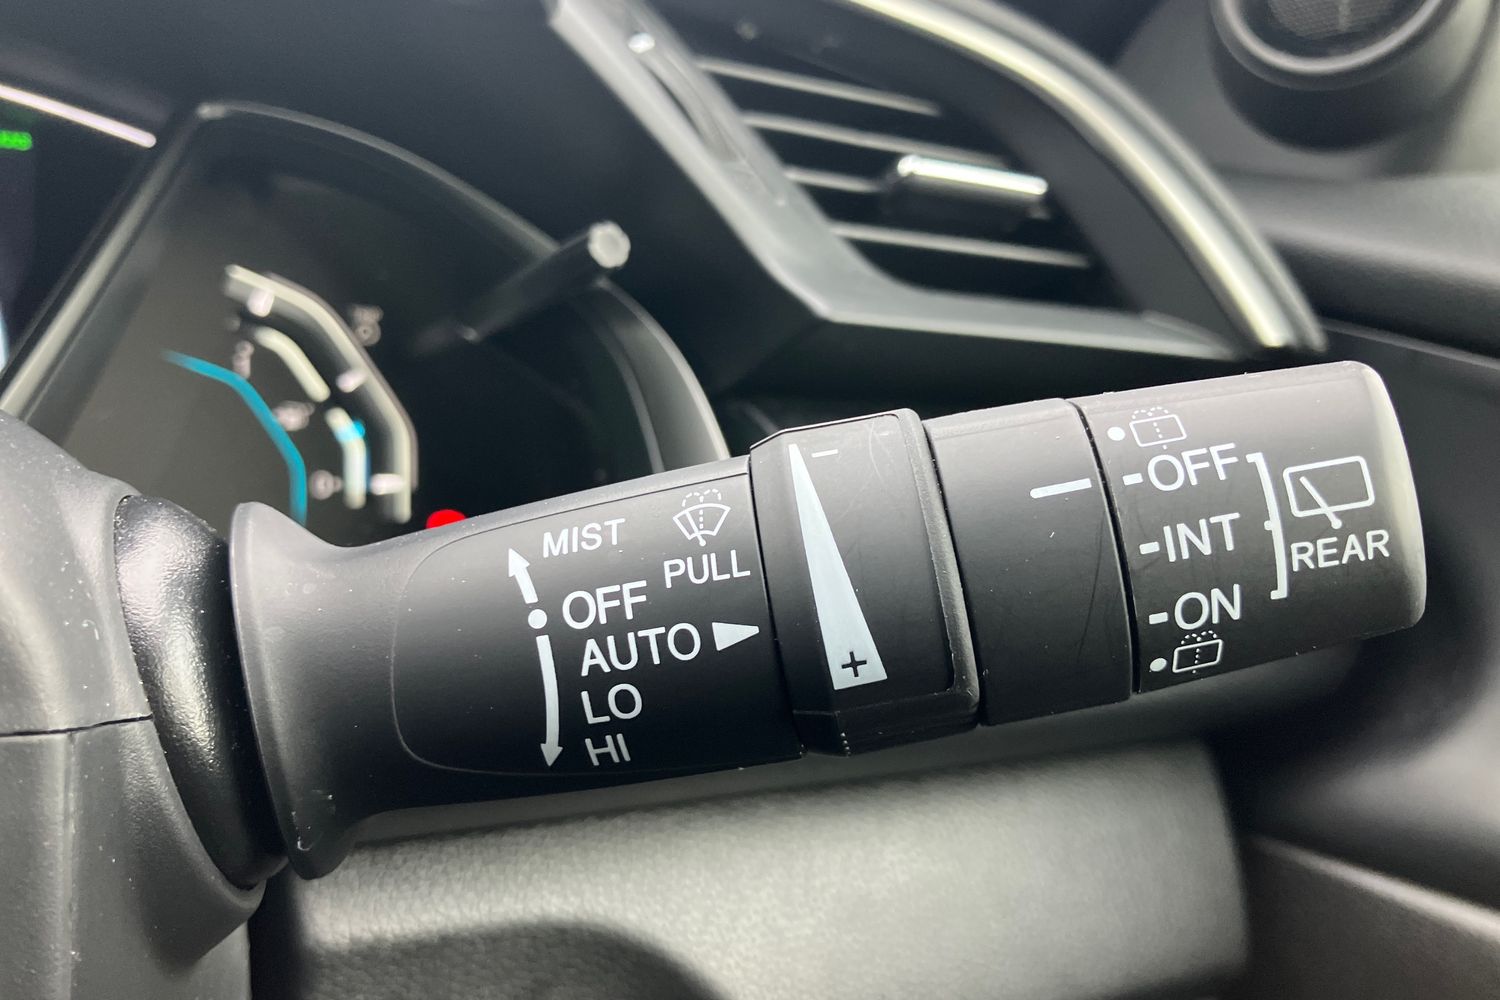 MIST
PULL
OFF
AUTO
LO
HI
−
+
-OFF
-INT
-ON
REAR